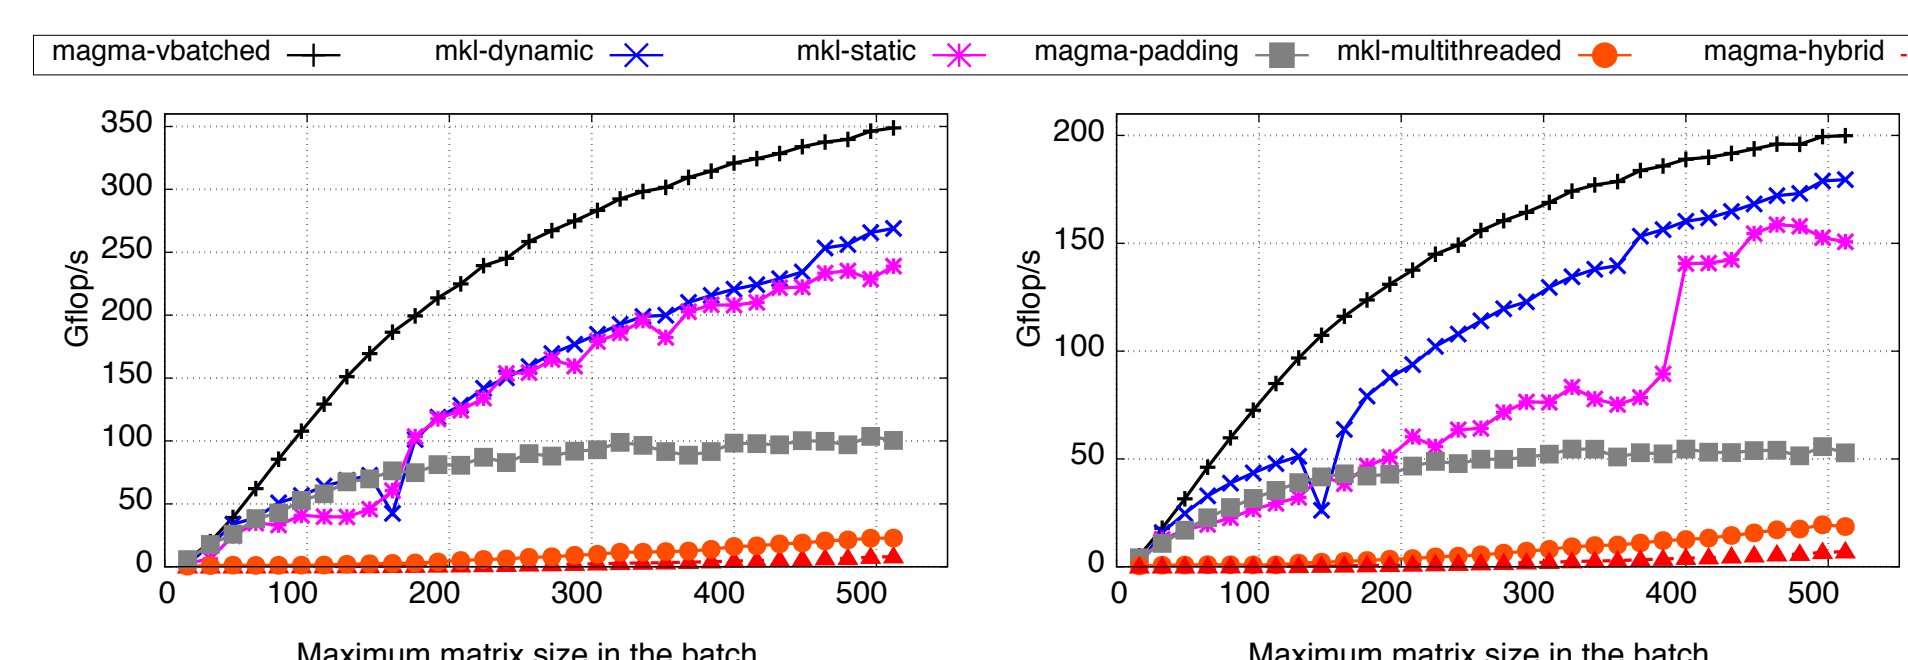 magma-vbatched mkl-dynamic mkl-static magma-padding mkl-multithreaded magma-hybrid
350
300
250
200
150
100
50
0
Gflop/s
0 100 200 300 400 500
Maximum matrix size in the batch
200
150
100
50
0
Gflop/s
0 100 200 300 400 500
Maximum matrix size in the batch